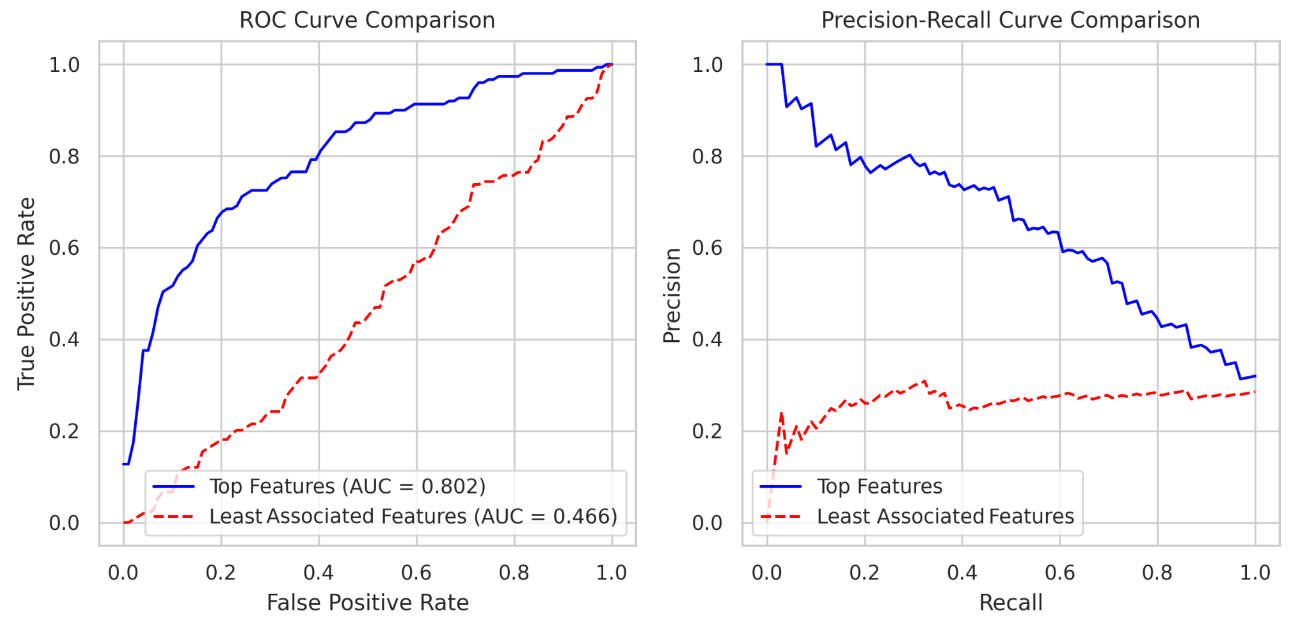 ROC Curve Comparison
True Positive Rate
1.0
0.8
0.6
0.4
0.2
0.0
Top Features (AUC = 0.802)
Least Associated Features (AUC = 0.466)
0.0 0.2 0.4 0.6 0.8 1.0
False Positive Rate
Precision-Recall Curve Comparison
Precision
1.0
0.8
0.6
0.4
0.2
0.0
Top Features
Least Associated Features
0.0 0.2 0.4 0.6 0.8 1.0
Recall